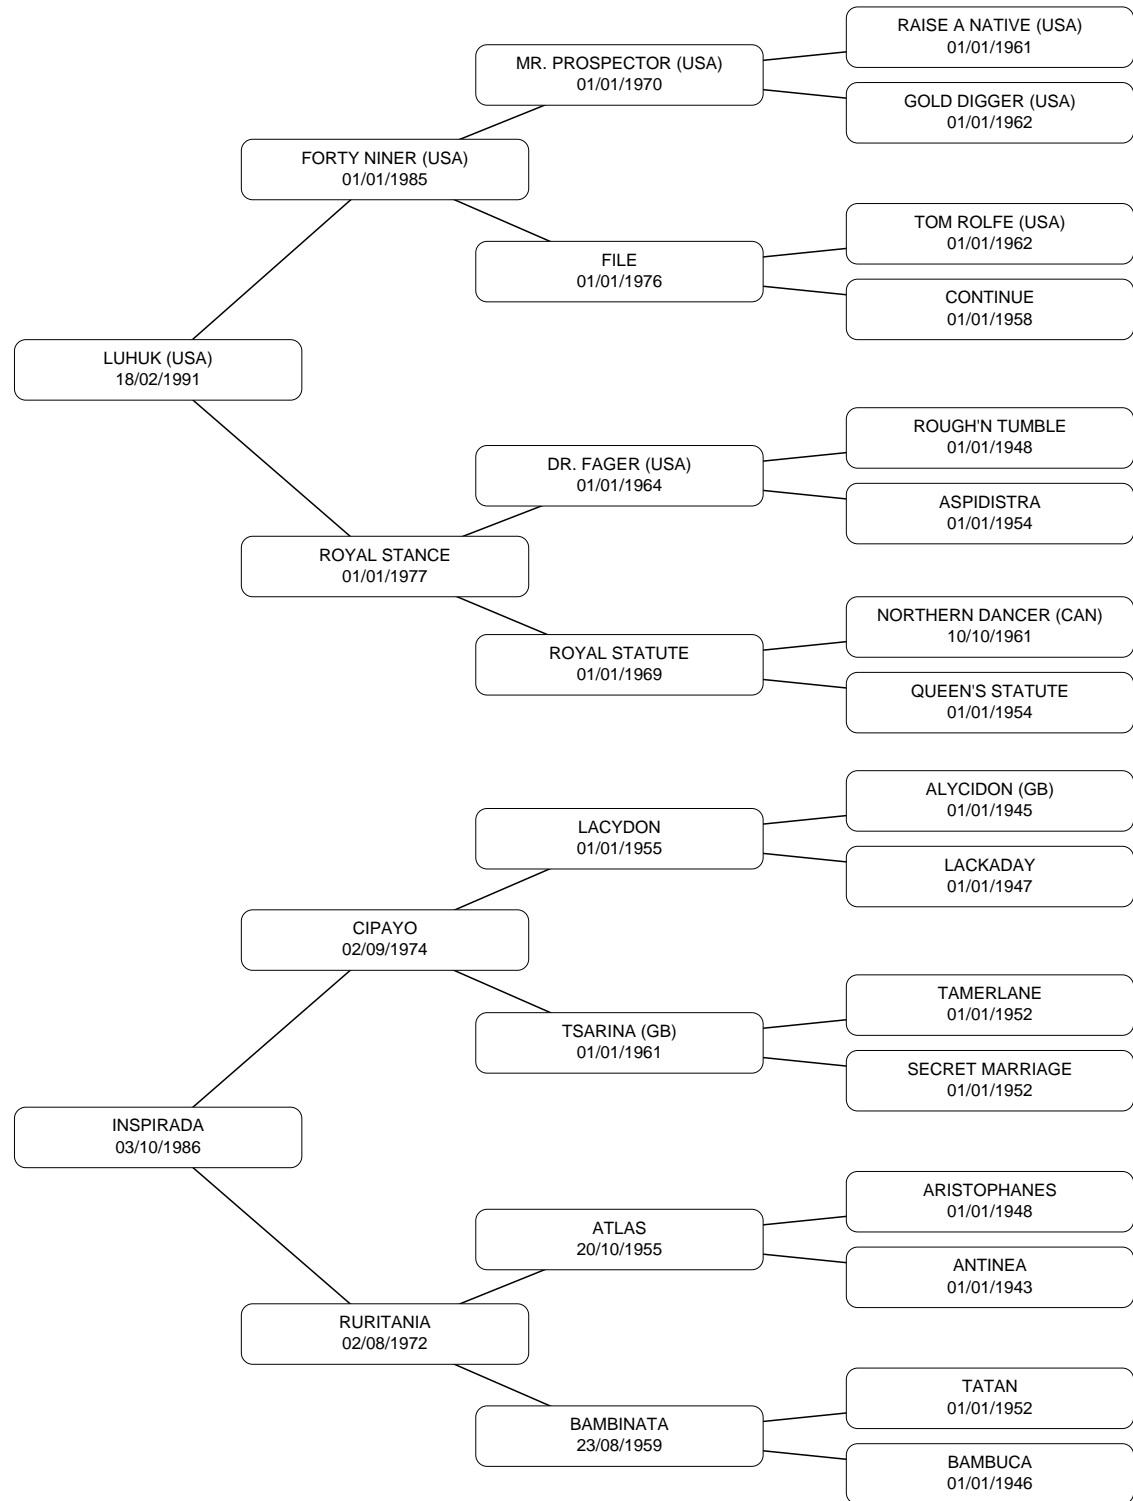 RAISE A NATIVE (USA)
01/01/1961
MR. PROSPECTOR (USA)
01/01/1970
GOLD DIGGER (USA)
01/01/1962
FORTY NINER (USA)
01/01/1985
TOM ROLFE (USA)
01/01/1962
FILE
01/01/1976
CONTINUE
01/01/1958
LUHUK (USA)
18/02/1991
ROUGH'N TUMBLE
01/01/1948
DR. FAGER (USA)
01/01/1964
ASPIDISTRA
01/01/1954
ROYAL STANCE
01/01/1977
NORTHERN DANCER (CAN)
10/10/1961
ROYAL STATUTE
01/01/1969
QUEEN'S STATUTE
01/01/1954
ALYCIDON (GB)
01/01/1945
LACYDON
01/01/1955
LACKADAY
01/01/1947
CIPAYO
02/09/1974
TAMERLANE
01/01/1952
TSARINA (GB)
01/01/1961
SECRET MARRIAGE
01/01/1952
INSPIRADA
03/10/1986
ARISTOPHANES
01/01/1948
ATLAS
20/10/1955
ANTINEA
01/01/1943
RURITANIA
02/08/1972
TATAN
01/01/1952
BAMBINATA
23/08/1959
BAMBUCA
01/01/1946